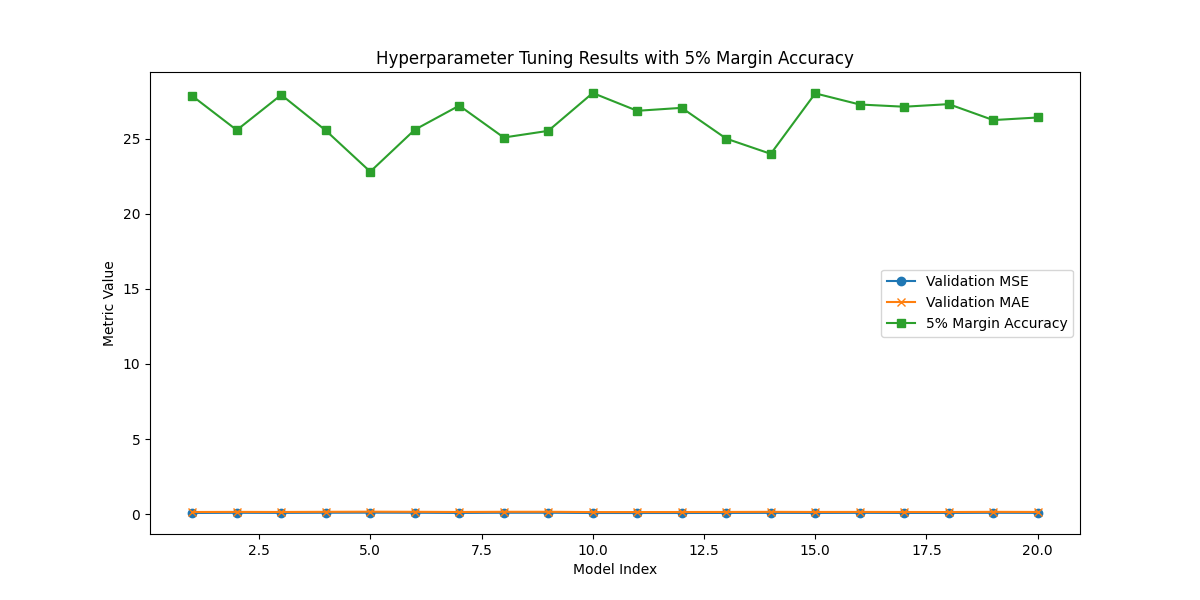 Hyperparameter Tuning Results with 5% Margin Accuracy
25
20
15
10
5
0
Metric Value
Validation MSE
Validation MAE
5% Margin Accuracy
2.5 5.0 7.5 10.0 12.5 15.0 17.5 20.0
Model Index